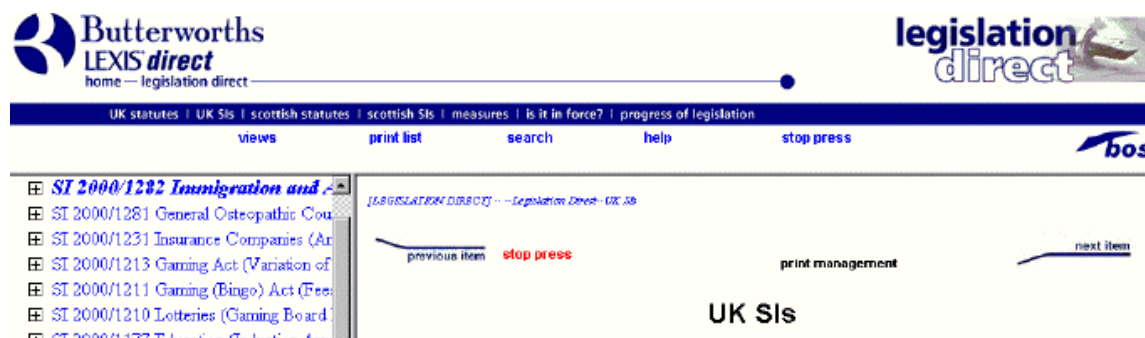 Butterworths
LEXIS direct
home — legislation direct
legislation
direct
UK statutes | UK SIs | scottish statutes | scottish SIs | measures | is it in force? | progress of legislation
views print list search help stop press
bos
SI 2000/1282 Immigration and A
SI 2000/1281 General Osteopathic Cou
SI 2000/1231 Insurance Companies (Ar
SI 2000/1213 Gaming Act (Variation of
SI 2000/1211 Gaming (Bingo) Act (Fees
SI 2000/1210 Lotteries (Gaming Board
[LEGISLATION DIRECT] -- --Legislation Direct-- UK SIs
previous item stop press print management next item
UK SIs